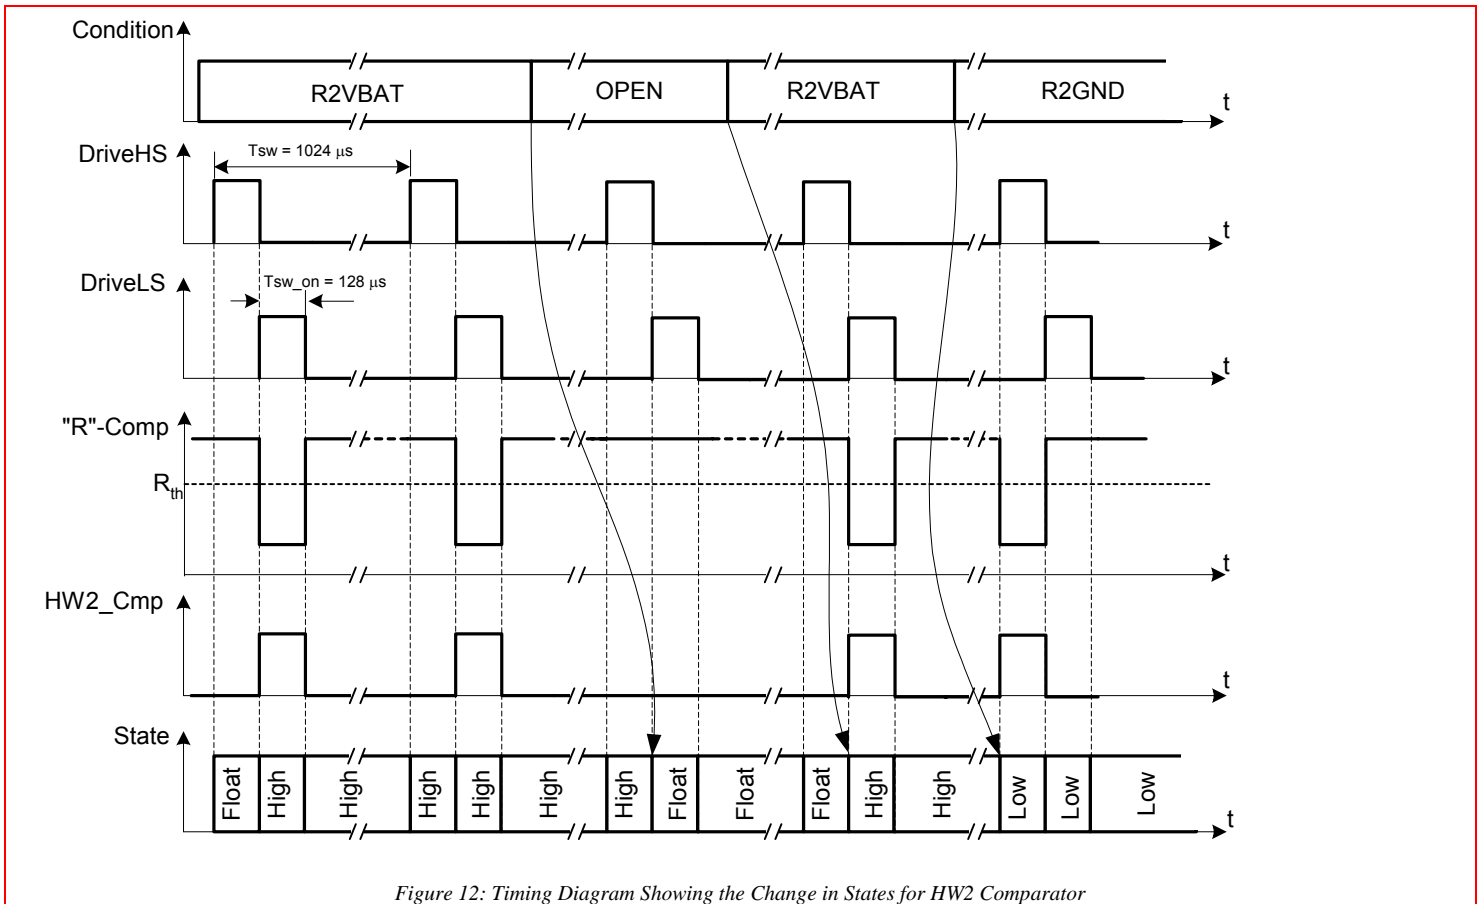 Condition
R2VBAT OPEN R2VBAT R2GND
t
DriveHS
Tsw = 1024 μs
t
DriveLS
Tsw_on = 128 μs
t
"R"-Comp
Rth
t
HW2_Cmp
t
State
Float High High High High High High Float Float Float High High Low Low Low
t
Figure 12: Timing Diagram Showing the Change in States for HW2 Comparator